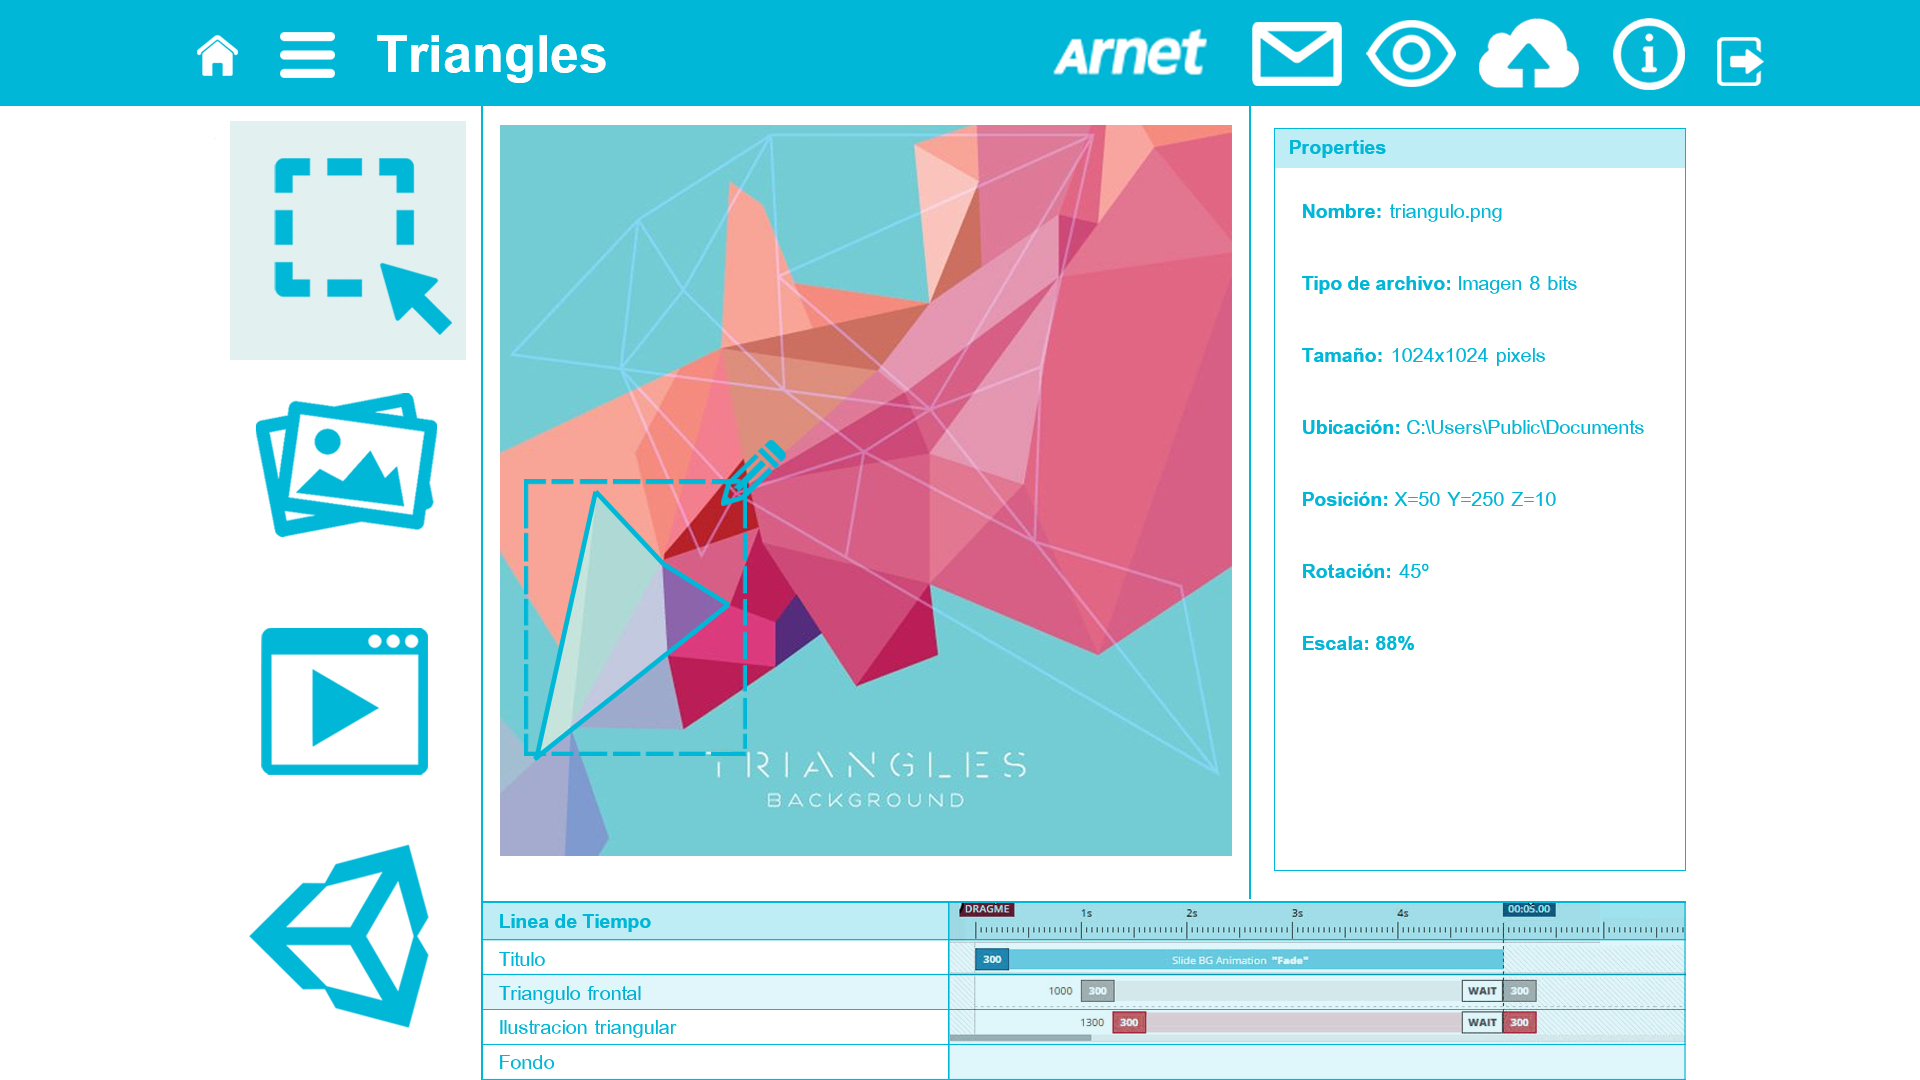 Triangles
Arnet
Properties
Nombre: triangulo.png
Tipo de archivo: Imagen 8 bits
Tamaño: 1024x1024 pixels
Ubicación: C:\Users\Public\Documents
Posición: X=50 Y=250 Z=10
Rotación: 45º
Escala: 88%
TRIANGLES
BACKGROUND
Linea de Tiempo
DRAGME 1s 2s 3s 4s 00:05.00
Titulo
300 Slide BG Animation "Fade"
Triangulo frontal
1000 300 WAIT 300
Ilustracion triangular
1300 300 WAIT 300
Fondo